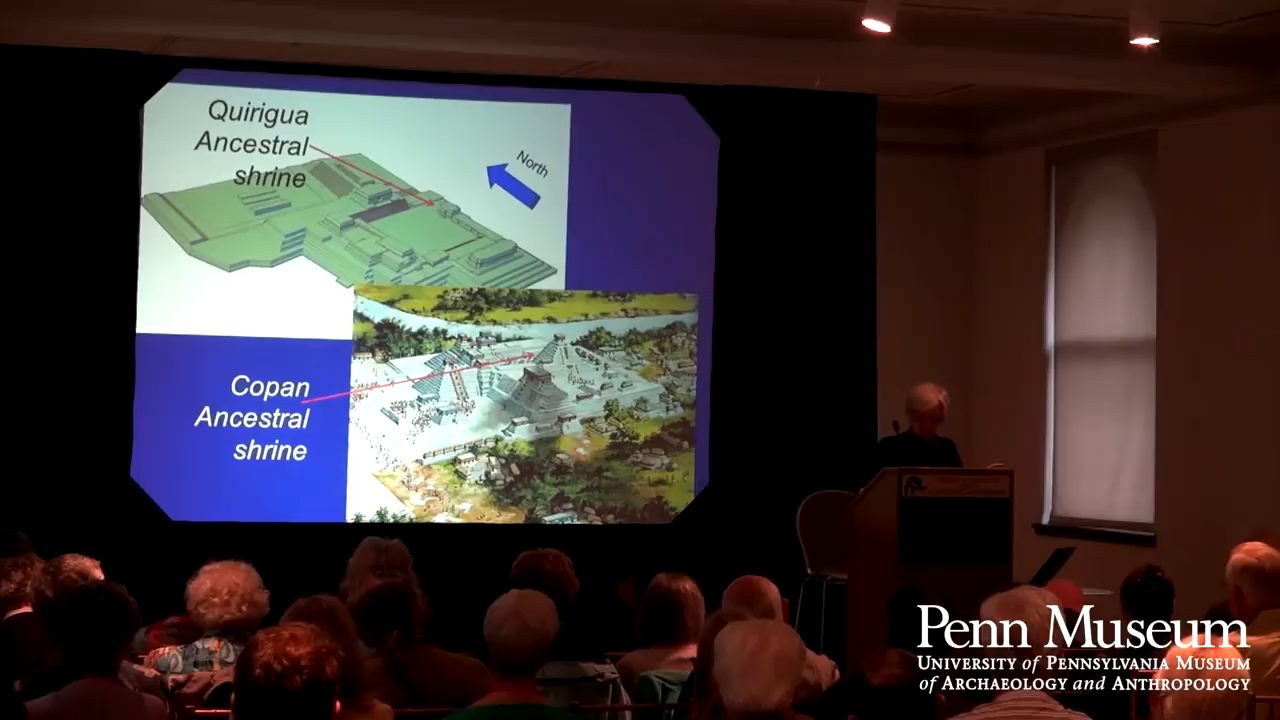 Quirigua
Ancestral
shrine
North
Copan
Ancestral
shrine
Penn Museum
University of Pennsylvania Museum
of Archaeology and Anthropology